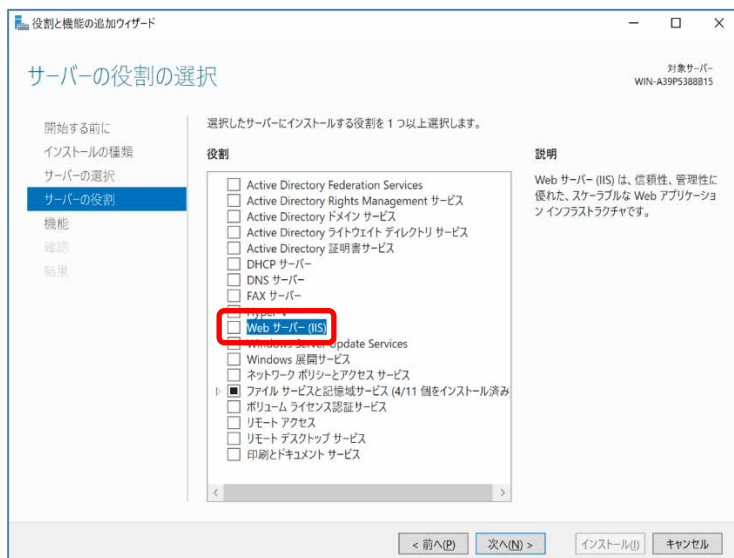 役割と機能の追加ウィザード
サーバーの役割の選択
対象サーバー
WIN-A39P5388B15
開始する前に
インストールの種類
サーバーの選択
サーバーの役割
機能
確認
結果
選択したサーバーにインストールする役割を 1 つ以上選択します。
役割
Active Directory Federation Services
Active Directory Rights Management サービス
Active Directory ドメイン サービス
Active Directory ライトウェイト ディレクトリ サービス
Active Directory 証明書サービス
DHCP サーバー
DNS サーバー
FAX サーバー
Hyper-V
Web サーバー (IIS)
Windows Server Update Services
Windows 展開サービス
ネットワーク ポリシーとアクセス サービス
ファイル サービスと記憶域サービス (4/11 個をインストール済み
ボリューム ライセンス認証サービス
リモート アクセス
リモート デスクトップ サービス
印刷とドキュメント サービス
説明
Web サーバー (IIS) は、信頼性、管理性に
優れた、スケーラブルな Web アプリケーショ
ン インフラストラクチャです。
< 前へ(P)
次へ(N) >
インストール(I)
キャンセル